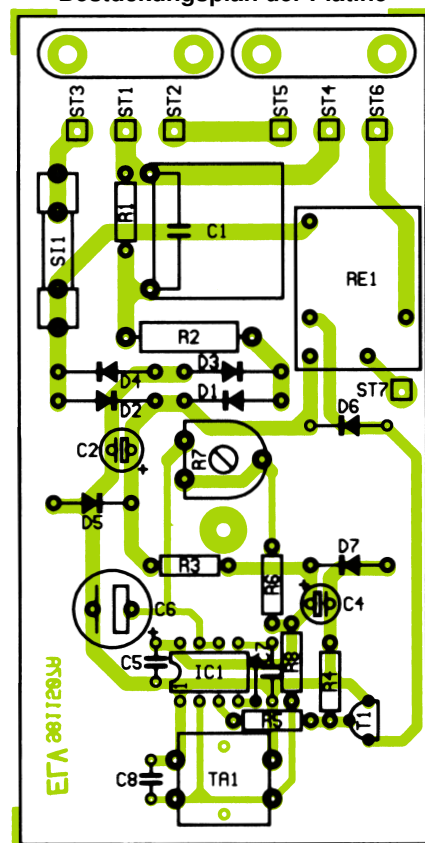 Bestückungsplan der Platine
ST3
ST1
ST2
ST5
ST4
ST6
SI1
R1
C1
RE1
R2
D4
D3
D2
D1
ST7
D6
C2
R7
D5
R3
D7
R6
C6
C4
C5
IC1
1
C7
R8
R4
R5
T1
C8
TA1
ELV 9811507A